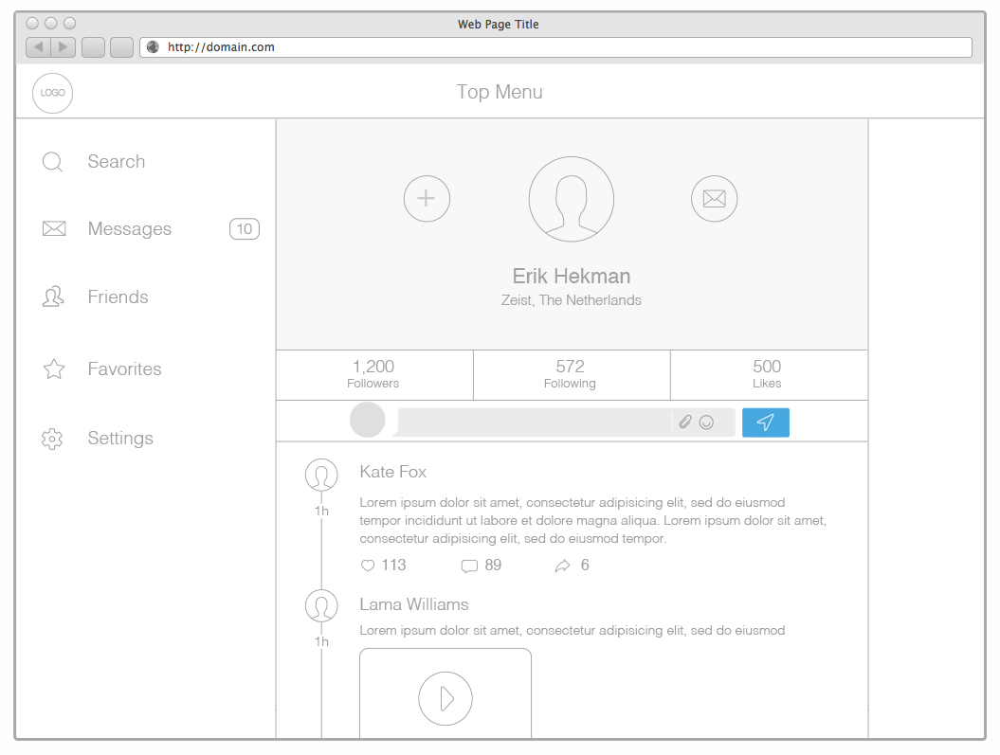 Web Page Title
http://domain.com
LOGO
Top Menu
Search
Messages
10
Friends
Favorites
Settings
Erik Hekman
Zeist, The Netherlands
1,200
Followers
572
Following
500
Likes
Kate Fox
1h
Lorem ipsum dolor sit amet, consectetur adipisicing elit, sed do eiusmod
tempor incididunt ut labore et dolore magna aliqua. Lorem ipsum dolor sit amet,
consectetur adipisicing elit, sed do eiusmod tempor.
113
89
6
Lama Williams
1h
Lorem ipsum dolor sit amet, consectetur adipisicing elit, sed do eiusmod